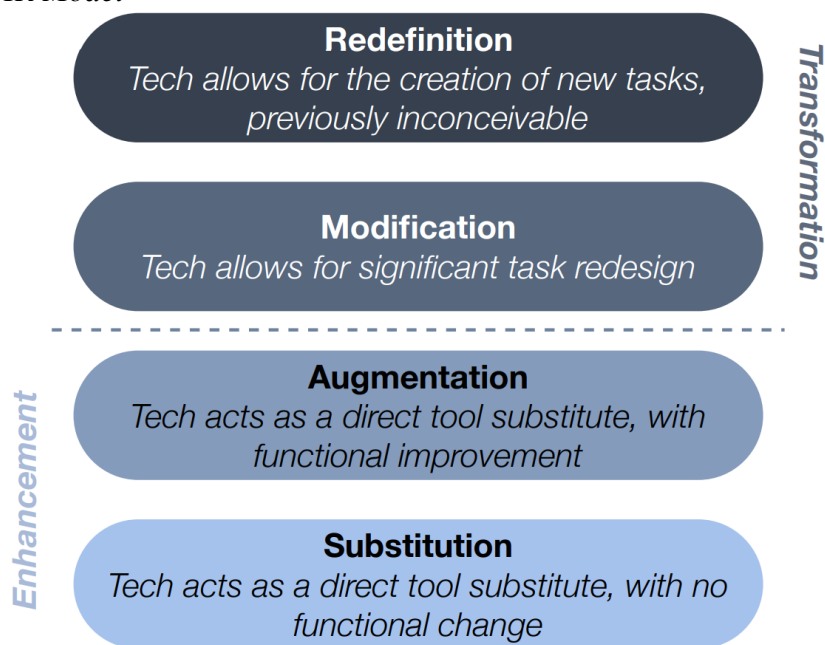 Model
Redefinition
Tech allows for the creation of new tasks,
previously inconceivable
Transformation
Modification
Tech allows for significant task redesign
Augmentation
Tech acts as a direct tool substitute, with
functional improvement
Enhancement
Substitution
Tech acts as a direct tool substitute, with no
functional change